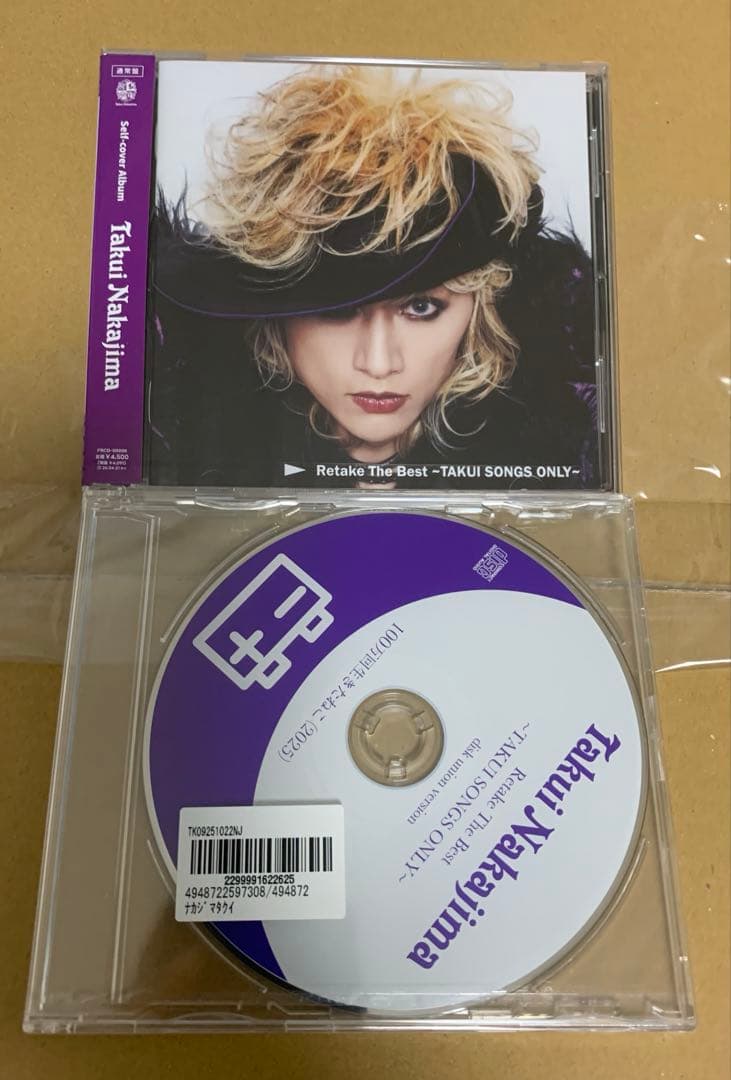 通常盤
Self-cover Album
Takui Nakajima
定価¥4,500
Retake The Best ~TAKUI SONGS ONLY~
100万回生きたねこ (2025)
Takui Nakajima
Retake The Best
~TAKUI SONGS ONLY~
disk union version
TK09251022NJ
2299991622625
4948722597308/494872
ﾅｶｼﾞﾏﾀｸｲ